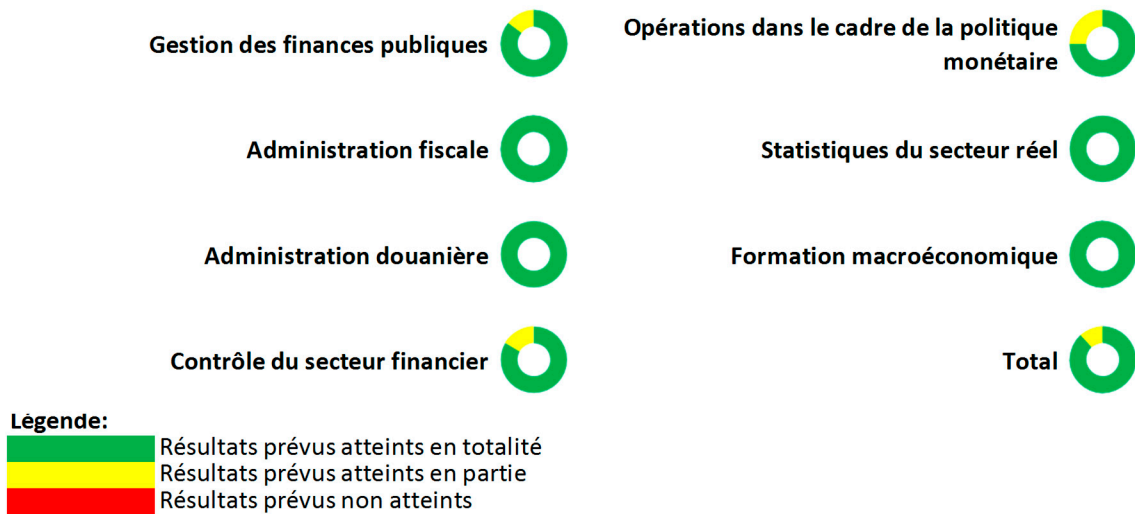 Gestion des finances publiques
Opérations dans le cadre de la politique
monétaire
Administration fiscale
Statistiques du secteur réel
Administration douanière
Formation macroéconomique
Contrôle du secteur financier
Total
Légende:
Résultats prévus atteints en totalité
Résultats prévus atteints en partie
Résultats prévus non atteints